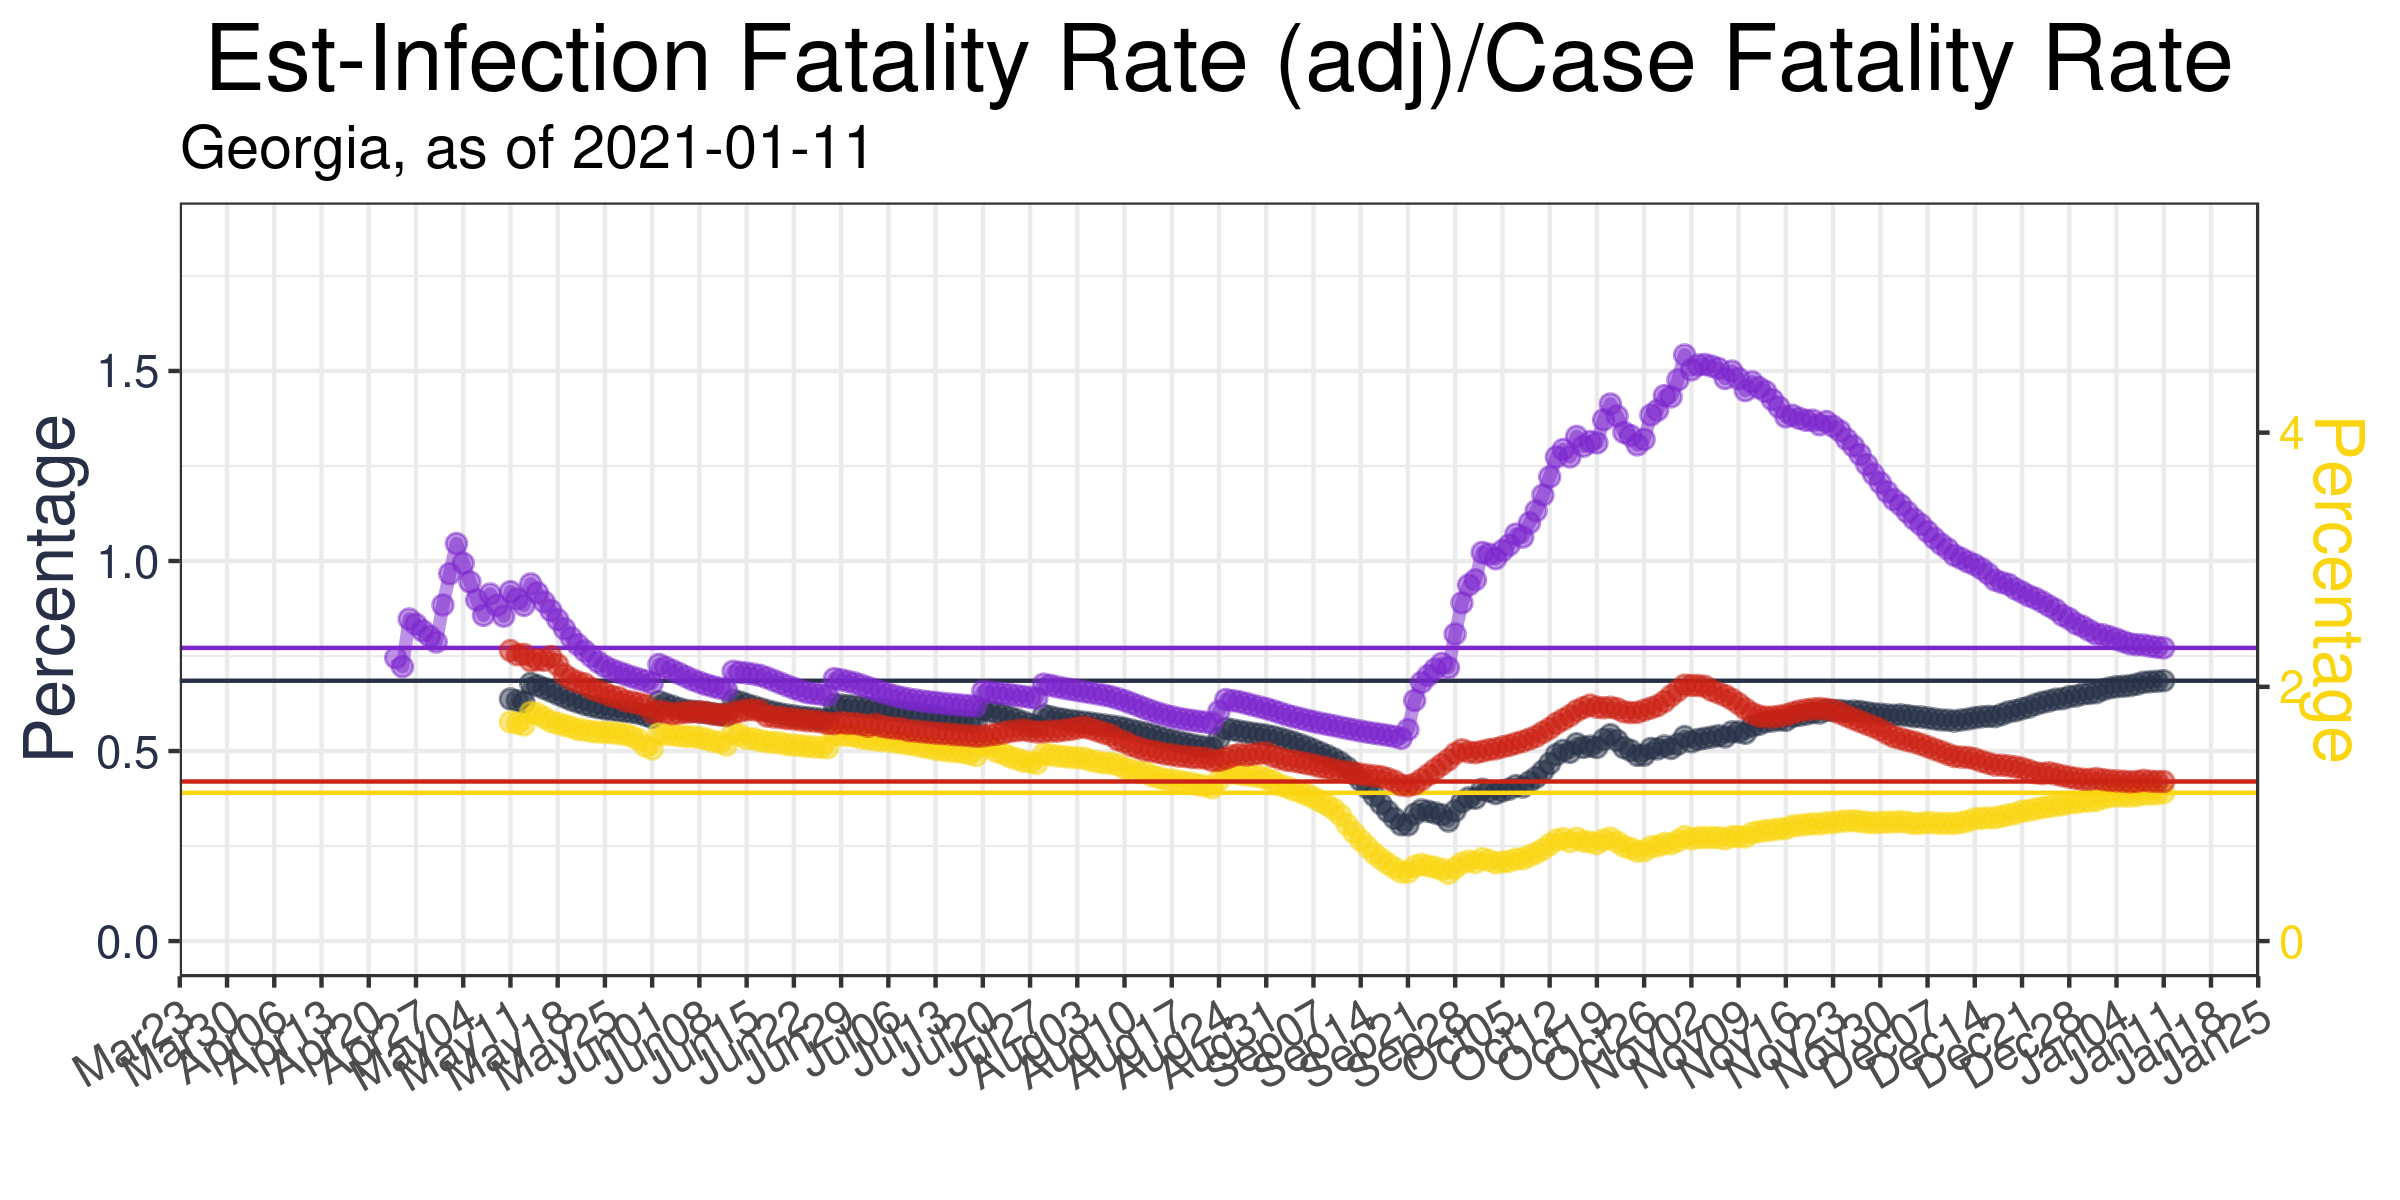 Est-Infection Fatality Rate (adj)/Case Fatality Rate
Georgia, as of 2021-01-11
Percentage
1.5
1.0
0.5
0.0
4
2
0
Percentage
Mar23
Mar30
Apr06
Apr13
Apr20
Apr27
May04
May11
May18
May25
Jun01
Jun08
Jun15
Jun22
Jun29
Jul06
Jul13
Jul20
Jul27
Aug03
Aug10
Aug17
Aug24
Aug31
Sep07
Sep14
Sep21
Sep28
Oct05
Oct12
Oct19
Oct26
Nov02
Nov09
Nov16
Nov23
Nov30
Dec07
Dec14
Dec21
Dec28
Jan04
Jan11
Jan18
Jan25